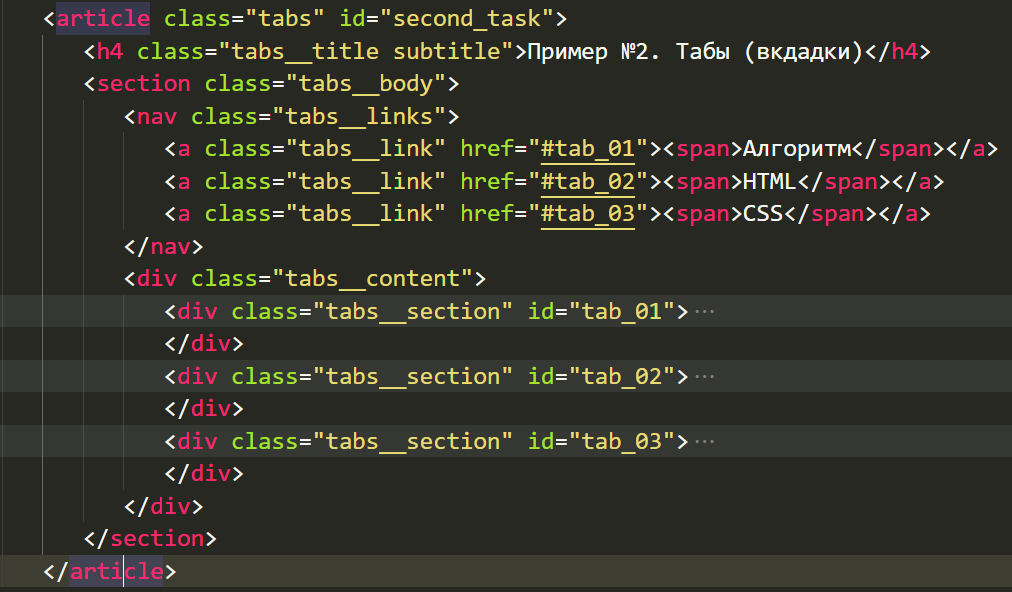 <article class="tabs" id="second_task">
<h4 class="tabs__title subtitle">Пример №2. Табы (вкдадки)</h4>
<section class="tabs__body">
<nav class="tabs__links">
<a class="tabs__link" href="#tab_01"><span>Алгоритм</span></a>
<a class="tabs__link" href="#tab_02"><span>HTML</span></a>
<a class="tabs__link" href="#tab_03"><span>CSS</span></a>
</nav>
<div class="tabs__content">
<div class="tabs__section" id="tab_01">···
</div>
<div class="tabs__section" id="tab_02">···
</div>
<div class="tabs__section" id="tab_03">···
</div>
</div>
</section>
</article>